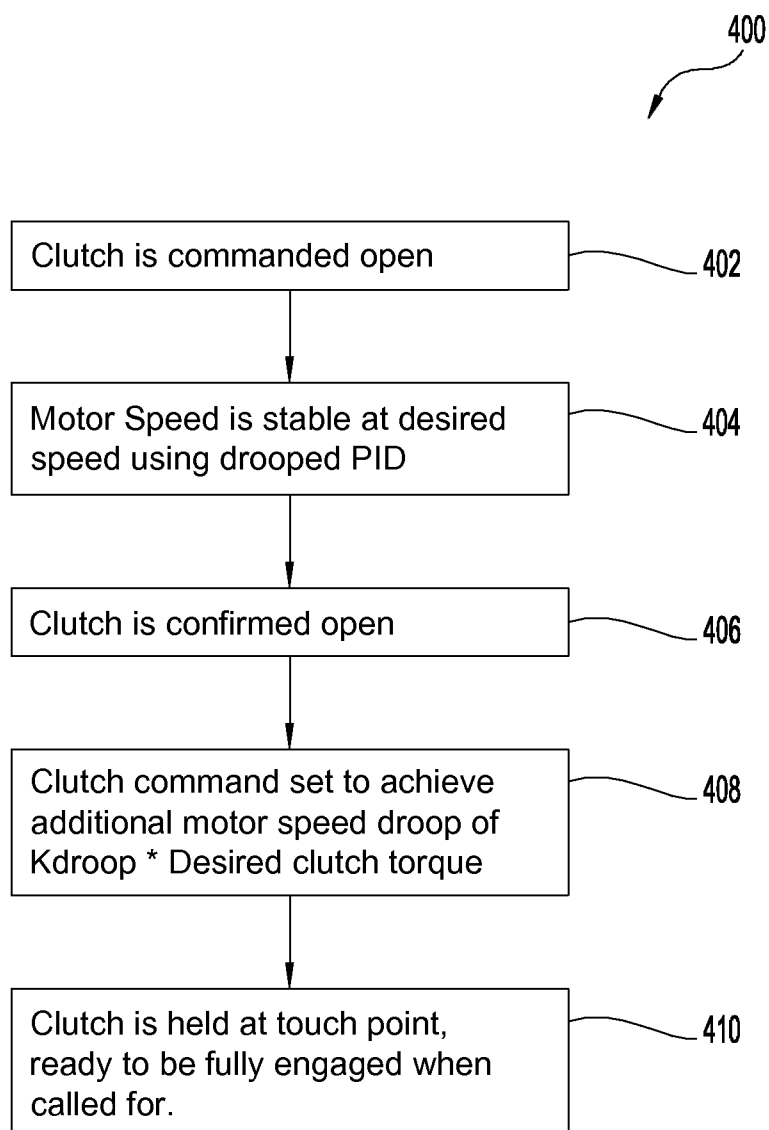 400
Clutch is commanded open
402
Motor Speed is stable at desired
speed using drooped PID
404
Clutch is confirmed open
406
Clutch command set to achieve
additional motor speed droop of
Kdroop * Desired clutch torque
408
Clutch is held at touch point,
ready to be fully engaged when
called for.
410